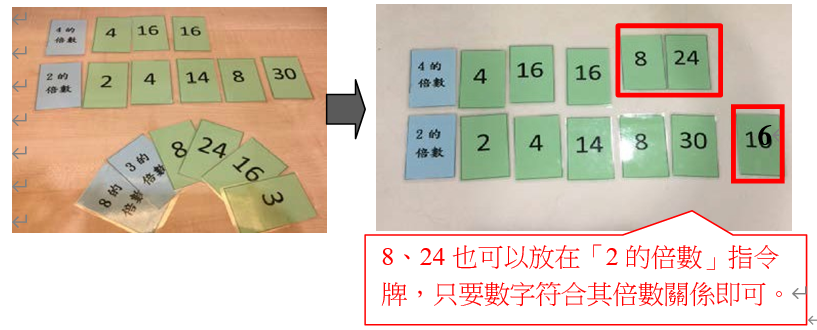 4 的
倍數
4 16 16
2 的
倍數
2 4 14 8 30
8 的
倍數
3 的
倍數
8 24 16 3
4 的
倍數
4 16 16 8 24
2 的
倍數
2 4 14 8 30 16
8、24 也可以放在「2 的倍數」指令
牌，只要數字符合其倍數關係即可。